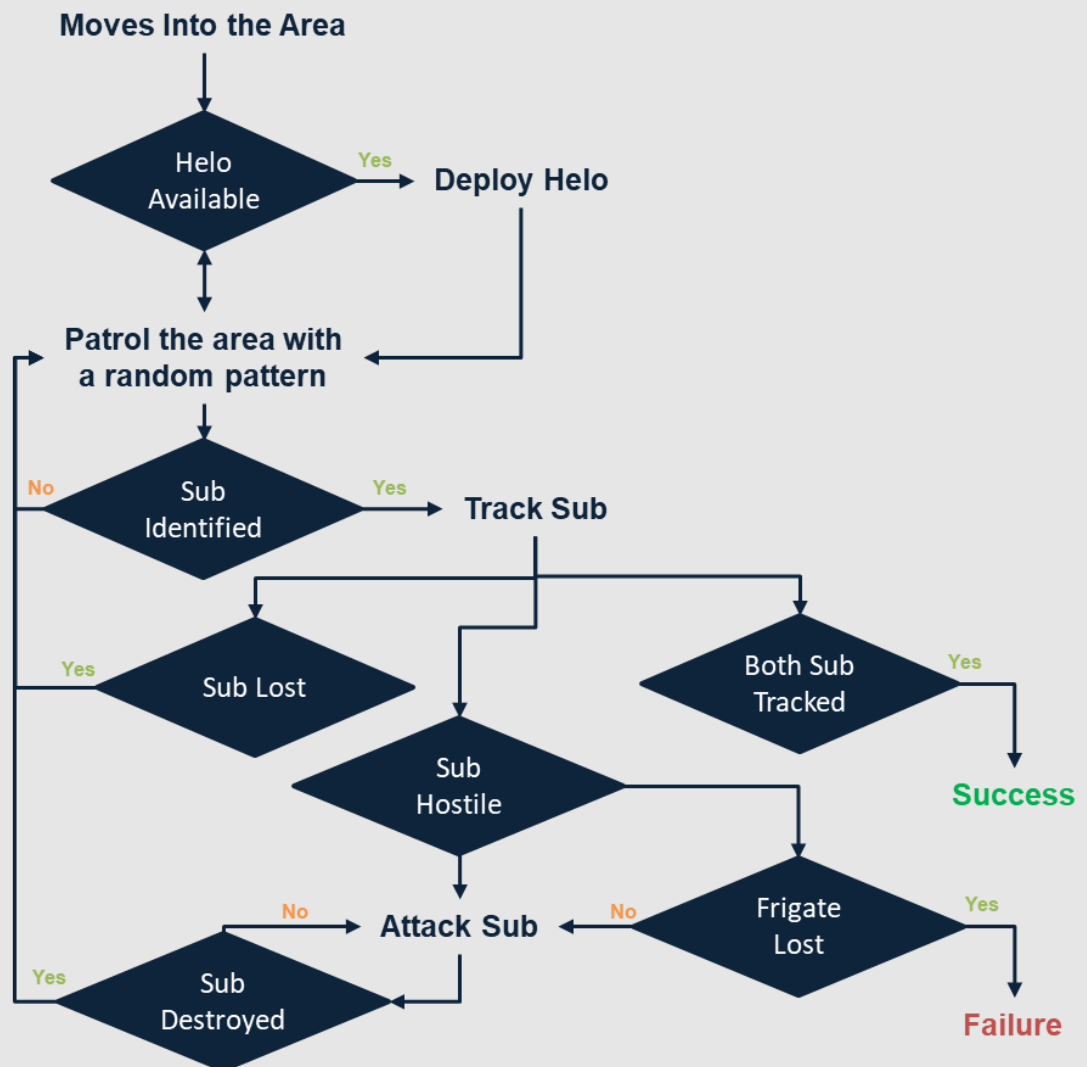 Moves Into the Area
Helo
Available
Yes
Deploy Helo
Patrol the area with
a random pattern
No
Sub
Identified
Yes
Track Sub
Yes
Sub Lost
Both Sub
Tracked
Yes
Sub
Hostile
Success
No
Attack Sub
No
Frigate
Lost
Yes
Yes
Sub
Destroyed
Failure